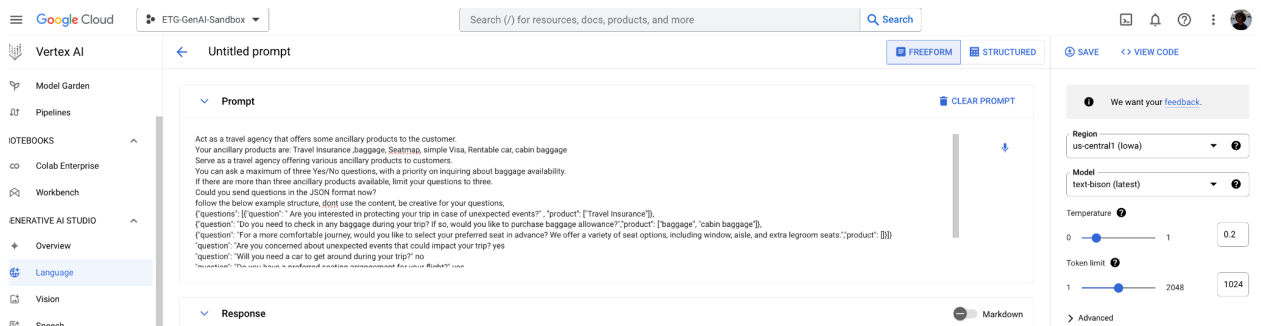 Google Cloud
ETG-GenAI-Sandbox
Search (/) for resources, docs, products, and more
Search
Vertex AI
Untitled prompt
FREEFORM
STRUCTURED
SAVE
<> VIEW CODE
Model Garden
Pipelines
NOTEBOOKS
Colab Enterprise
Workbench
GENERATIVE AI STUDIO
Overview
Language
Vision
Speech
Prompt
CLEAR PROMPT
Act as a travel agency that offers some ancillary products to the customer.
Your ancillary products are: Travel Insurance ,baggage, Seatmap, simple Visa, Rentable car, cabin baggage
Serve as a travel agency offering various ancillary products to customers.
You can ask a maximum of three Yes/No questions, with a priority on inquiring about baggage availability.
If there are more than three ancillary products available, limit your questions to three.
Could you send questions in the JSON format now?
follow the below example structure, dont use the content, be creative for your questions,
{"questions": [{"question": " Are you interested in protecting your trip in case of unexpected events?" , "product": ["Travel Insurance"]},
{"question": "Do you need to check in any baggage during your trip? If so, would you like to purchase baggage allowance?","product": ["baggage", "cabin baggage"]},
{"question": "For a more comfortable journey, would you like to select your preferred seat in advance? We offer a variety of seat options, including window, aisle, and extra legroom seats.","product": []}]}
"question": "Are you concerned about unexpected events that could impact your trip? yes
"question": "Will you need a car to get around during your trip?" no
"question": "Do you have a preferred seating arrangement for your flight?" yes
Response
Markdown
We want your feedback.
Region
us-central1 (Iowa)
Model
text-bison (latest)
Temperature
0
1
0.2
Token limit
1
2048
1024
Advanced